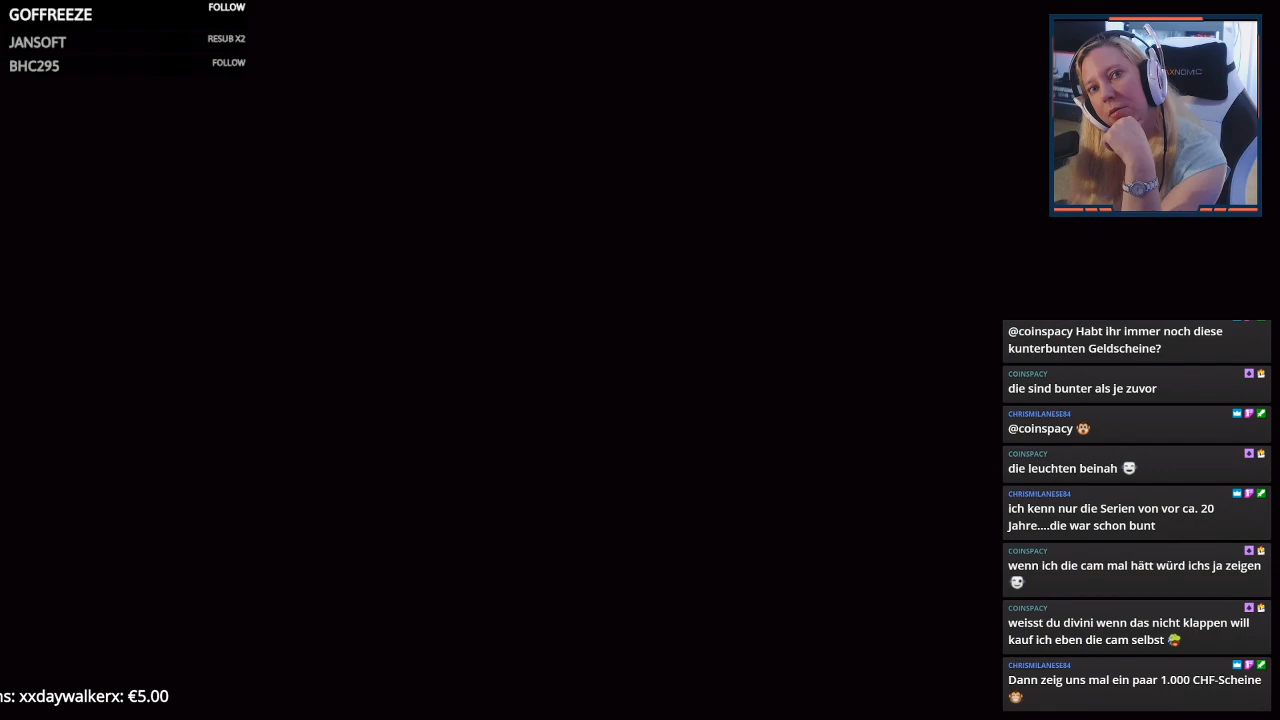 GOFFREEZE FOLLOW
JANSOFT RESUB X2
BHC295 FOLLOW
@coinspacy Habt ihr immer noch diese
kunterbunten Geldscheine?
COINSPACY
die sind bunter als je zuvor
CHRISMILANESE84
@coinspacy
COINSPACY
die leuchten beinah
CHRISMILANESE84
ich kenn nur die Serien von vor ca. 20
Jahre....die war schon bunt
COINSPACY
wenn ich die cam mal hätt würd ichs ja zeigen
COINSPACY
weisst du divini wenn das nicht klappen will
kauf ich eben die cam selbst
CHRISMILANESE84
Dann zeig uns mal ein paar 1.000 CHF-Scheine
ns: xxdaywalkerx: €5.00